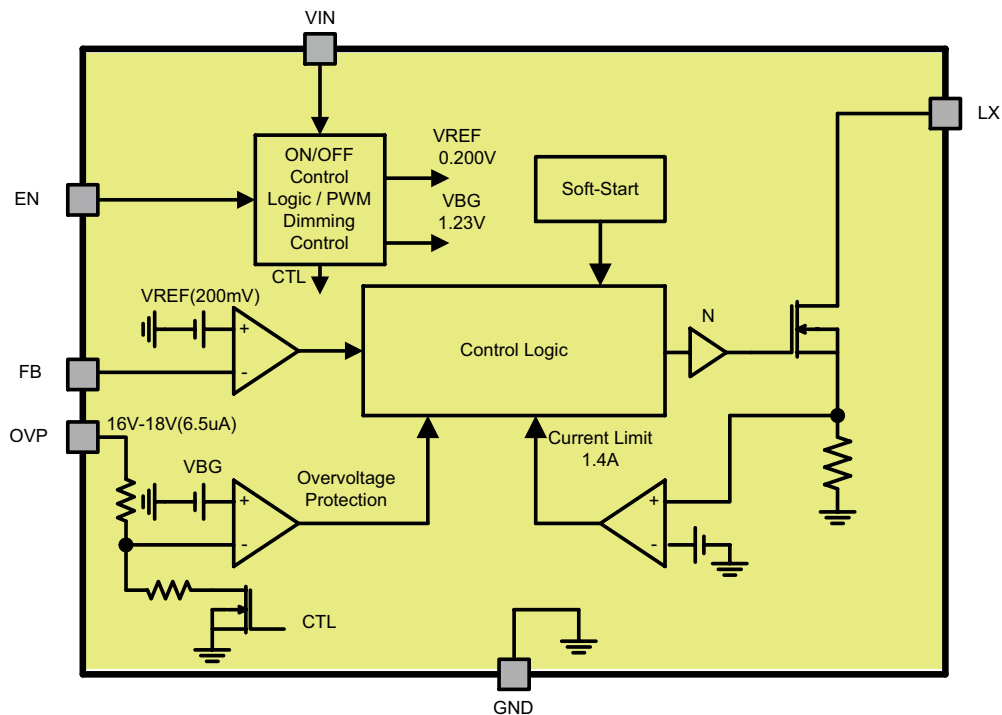 VIN
LX
EN
ON/OFF
Control
Logic / PWM
Dimming
Control
VREF
0.200V
VBG
1.23V
Soft-Start
CTL
VREF(200mV)
+
-
FB
Control Logic
N
OVP
16V-18V(6.5uA)
VBG
+
-
Overvoltage
Protection
Current Limit
1.4A
+
-
CTL
GND